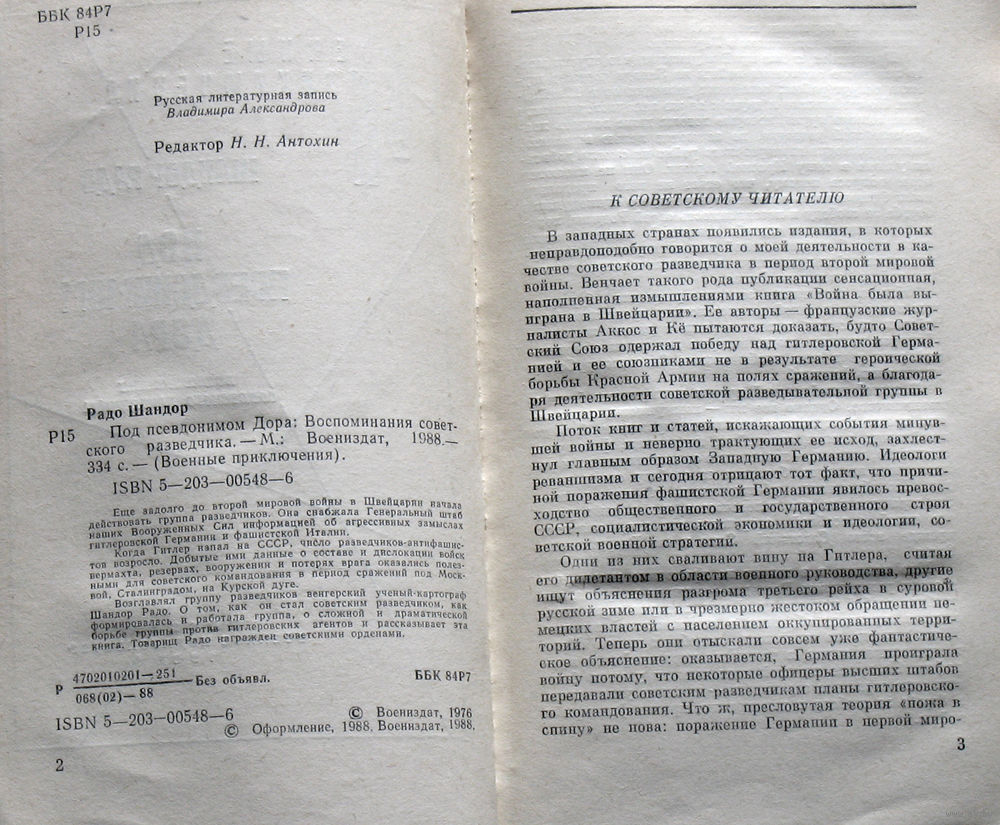 ББК 84Р7
Р15
Русская литературная запись
Владимира Александрова
Редактор Н. Н. Антохин
Радо Шандор
Р15 Под псевдонимом Дора: Воспоминания совет-
ского разведчика. — М.: Воениздат, 1988.—
334 с. — (Военные приключения).
ISBN 5—203—00548—6
Еще задолго до второй мировой войны в Швейцарии начала
действовать группа разведчиков. Она снабжала Генеральный штаб
наших Вооруженных Сил информацией об агрессивных замыслах
гитлеровской Германии и фашистской Италии.
Когда Гитлер напал на СССР, число разведчиков-антифашис-
тов возросло. Добытые ими данные о составе и дислокации войск
вермахта, резервах, вооружении и потерях врага оказались полез-
ными для советского командования в период сражений под Моск-
вой, Сталинградом, на Курской дуге.
Возглавлял группу разведчиков венгерский ученый-картограф
Шандор Радо. О том, как он стал советским разведчиком, как
формировалась и работала группа, о сложной и драматической
борьбе группы против гитлеровских агентов и рассказывает эта
книга. Товарищ Радо награжден советскими орденами.
Р 4702010201—251
068(02)—88
Без объявл.
ББК 84Р7
ISBN 5—203—00548—6
© Воениздат, 1976
© Оформление, 1988. Воениздат, 1988.
2
К СОВЕТСКОМУ ЧИТАТЕЛЮ
В западных странах появились издания, в которых
неправдоподобно говорится о моей деятельности в ка-
честве советского разведчика в период второй мировой
войны. Венчает такого рода публикации сенсационная,
наполненная измышлениями книга «Война была вы-
играна в Швейцарии». Ее авторы — французские жур-
налисты Аккос и Кё пытаются доказать, будто Совет-
ский Союз одержал победу над гитлеровской Герма-
нией и ее союзниками не в результате героической
борьбы Красной Армии на полях сражений, а благода-
ря деятельности советской разведывательной группы в
Швейцарии.
Поток книг и статей, искажающих события минув-
шей войны и неверно трактующих ее исход, захлест-
нул главным образом Западную Германию. Идеологи
реваншизма и сегодня отрицают тот факт, что причи-
ной поражения фашистской Германии явилось превос-
ходство общественного и государственного строя
СССР, социалистической экономики и идеологии, со-
ветской военной стратегии.
Одни из них сваливают вину на Гитлера, считая
его дилетантом в области военного руководства, другие
ищут объяснения разгрома третьего рейха в суровой
русской зиме или в чрезмерно жестоком обращении не-
мецких властей с населением оккупированных терри-
торий. Теперь они отыскали совсем уже фантастиче-
ское объяснение: оказывается, Германия проиграла
войну потому, что некоторые офицеры высших штабов
передавали советским разведчикам планы гитлеровско-
го командования. Что ж, пресловутая теория «ножа в
спину» не нова: поражение Германии в первой миро-
3